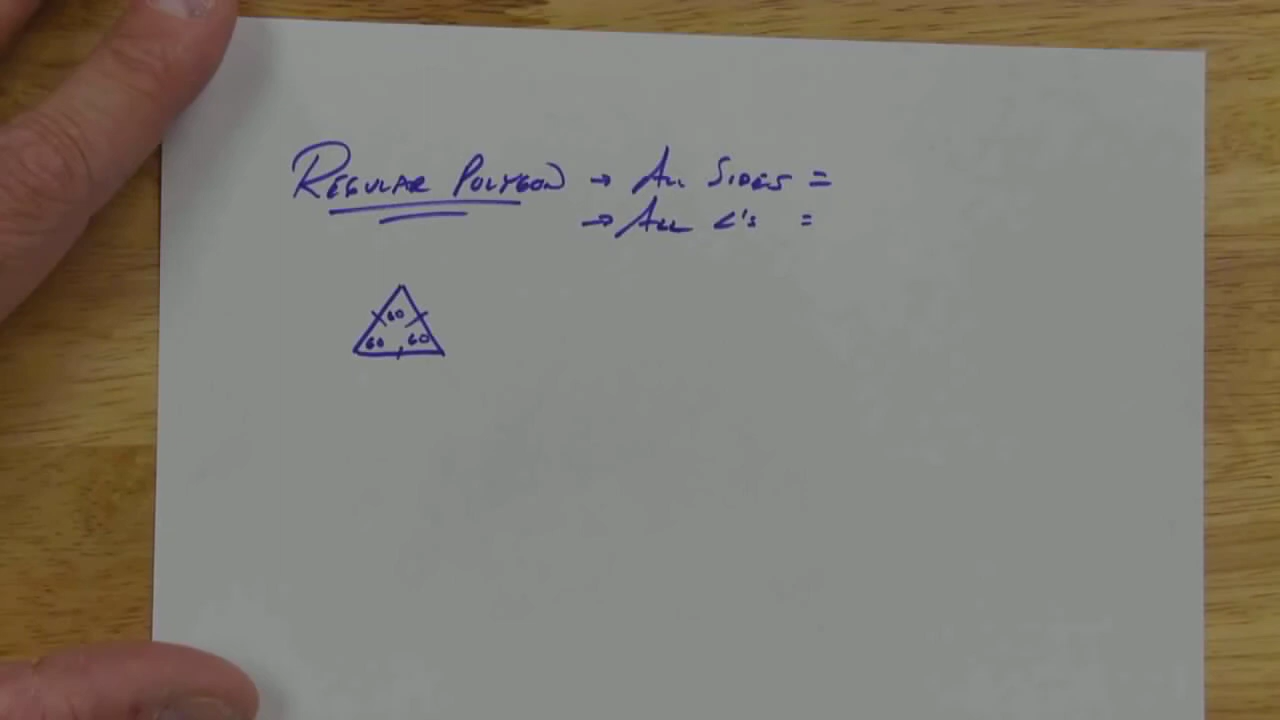 REGULAR POLYGON → ALL SIDES =
→ ALL ∠'s =
60
60 60